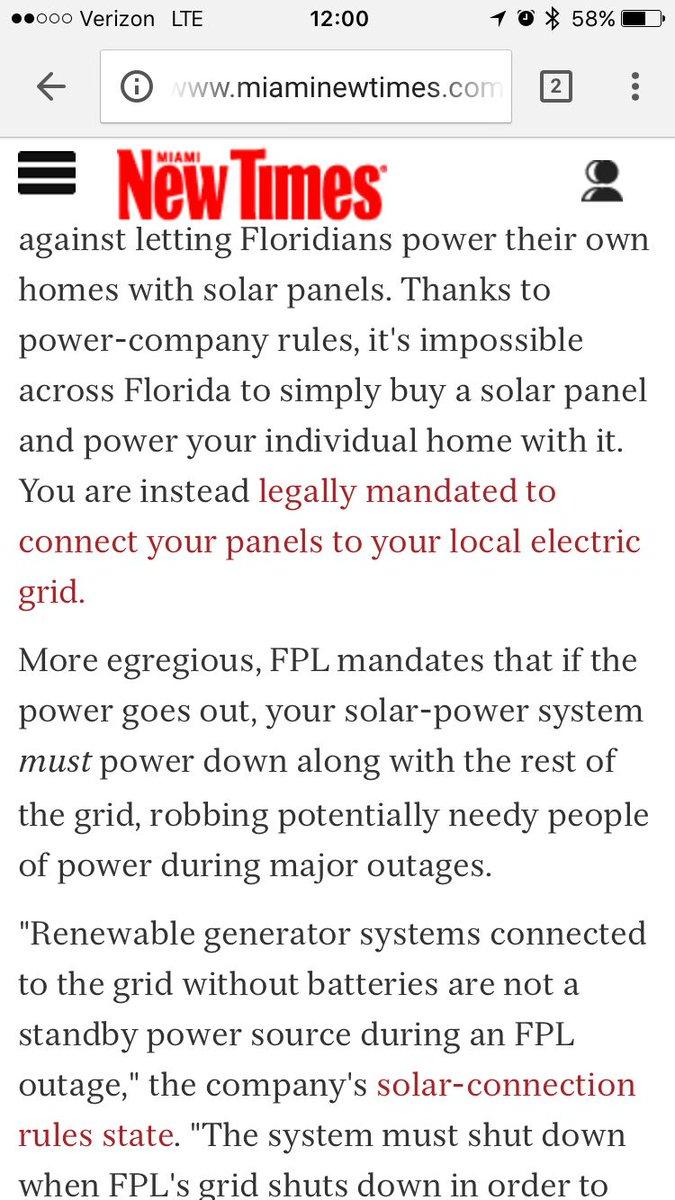 Verizon LTE 12:00 58%
www.miaminewtimes.com 2
MIAMI
New Times
against letting Floridians power their own
homes with solar panels. Thanks to
power-company rules, it's impossible
across Florida to simply buy a solar panel
and power your individual home with it.
You are instead legally mandated to
connect your panels to your local electric
grid.
More egregious, FPL mandates that if the
power goes out, your solar-power system
must power down along with the rest of
the grid, robbing potentially needy people
of power during major outages.
"Renewable generator systems connected
to the grid without batteries are not a
standby power source during an FPL
outage," the company's solar-connection
rules state. "The system must shut down
when FPL's grid shuts down in order to